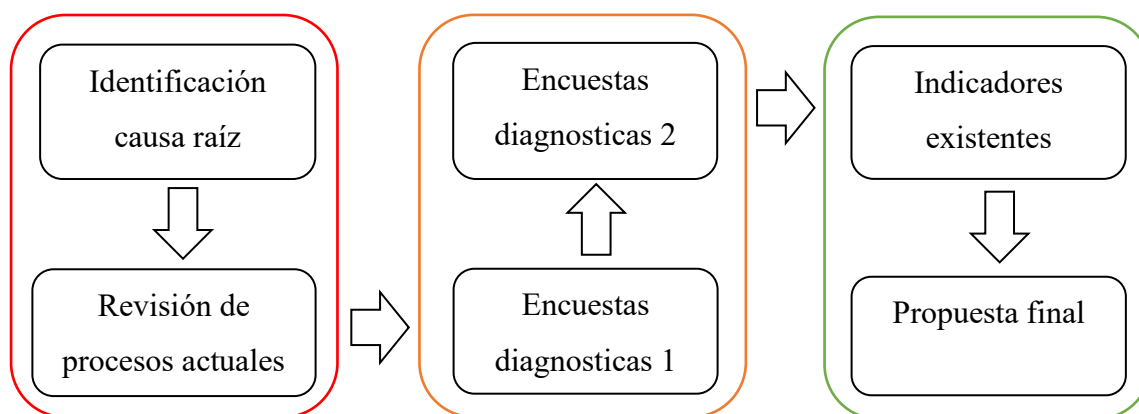 Identificación
causa raíz
Revisión de
procesos actuales
Encuestas
diagnosticas 2
Encuestas
diagnosticas 1
Indicadores
existentes
Propuesta final